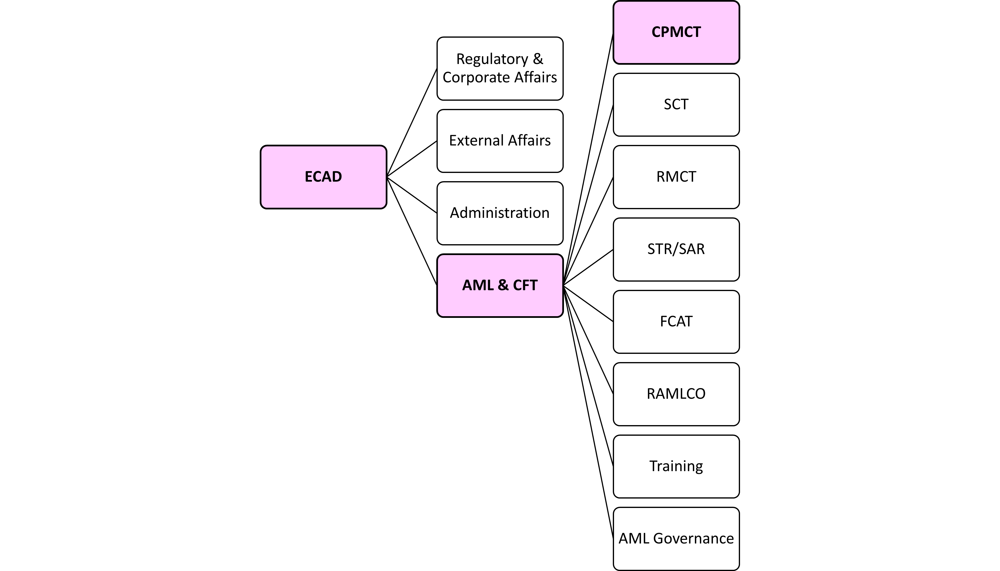 ECAD
Regulatory &
Corporate Affairs
External Affairs
Administration
AML & CFT
CPMCT
SCT
RMCT
STR/SAR
FCAT
RAMLCO
Training
AML Governance